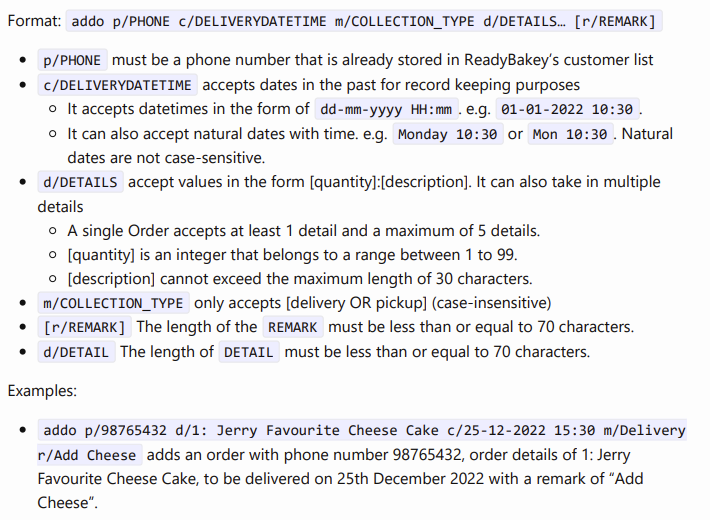 Format: addo p/PHONE c/DELIVERYDATETIME m/COLLECTION_TYPE d/DETAILS… [r/REMARK]
• p/PHONE must be a phone number that is already stored in ReadyBakey’s customer list
• c/DELIVERYDATETIME accepts dates in the past for record keeping purposes
◦ It accepts datetimes in the form of dd-mm-yyyy HH:mm. e.g. 01-01-2022 10:30.
◦ It can also accept natural dates with time. e.g. Monday 10:30 or Mon 10:30. Natural
dates are not case-sensitive.
• d/DETAILS accept values in the form [quantity]:[description]. It can also take in multiple
details
◦ A single Order accepts at least 1 detail and a maximum of 5 details.
◦ [quantity] is an integer that belongs to a range between 1 to 99.
◦ [description] cannot exceed the maximum length of 30 characters.
• m/COLLECTION_TYPE only accepts [delivery OR pickup] (case-insensitive)
• [r/REMARK] The length of the REMARK must be less than or equal to 70 characters.
• d/DETAIL The length of DETAIL must be less than or equal to 70 characters.
Examples:
• addo p/98765432 d/1: Jerry Favourite Cheese Cake c/25-12-2022 15:30 m/Delivery
r/Add Cheese adds an order with phone number 98765432, order details of 1: Jerry
Favourite Cheese Cake, to be delivered on 25th December 2022 with a remark of “Add
Cheese”.